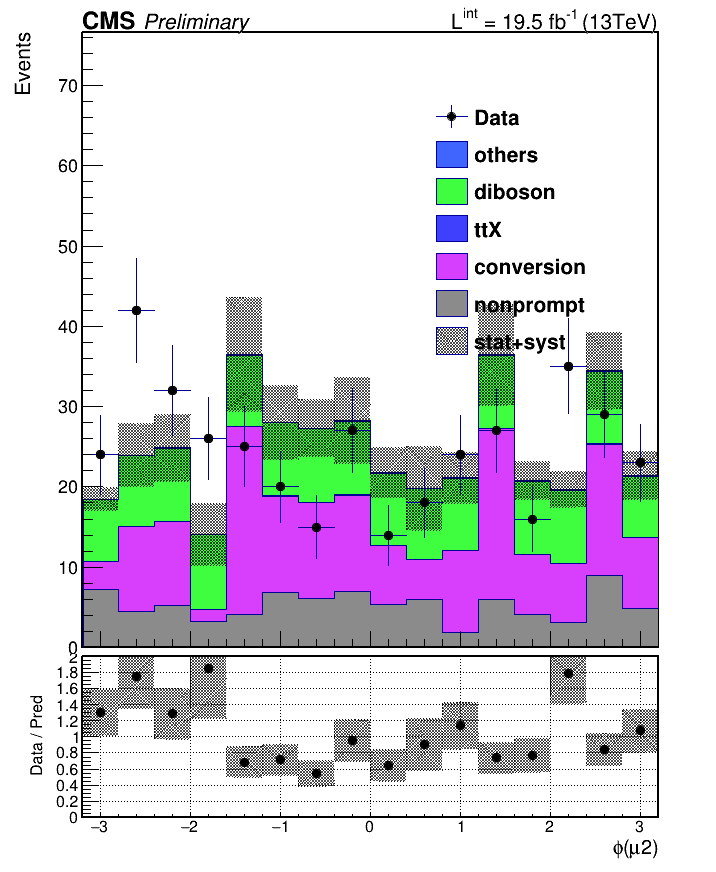 CMS Preliminary L^int = 19.5 fb^-1 (13TeV)
Events
70
60
50
40
30
20
10
0
Data
others
diboson
ttX
conversion
nonprompt
stat+syst
Data / Pred
2
1.8
1.6
1.4
1.2
1
0.8
0.6
0.4
0.2
0
−3 −2 −1 0 1 2 3
ϕ(μ2)